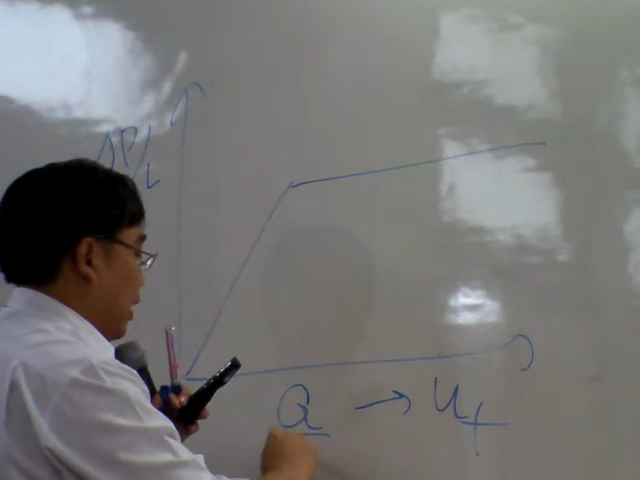 ΔP/L
Q → U_f